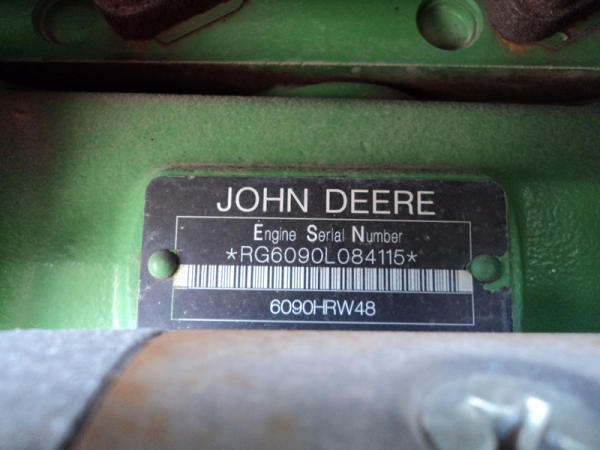 JOHN DEERE
Engine Serial Number
*RG6090L084115*
6090HRW48